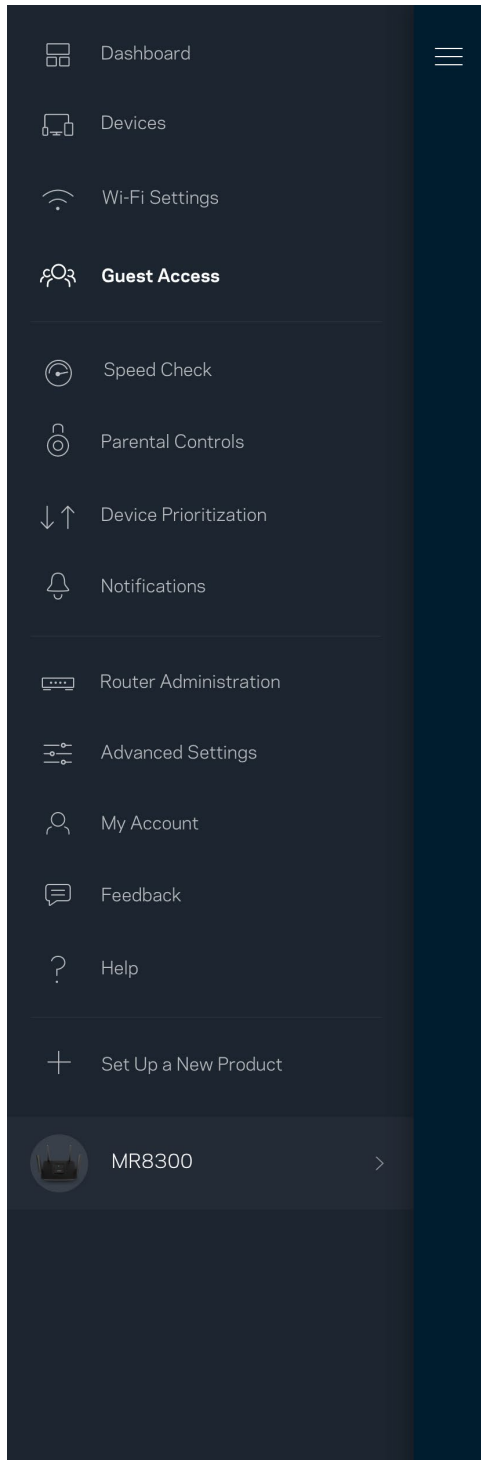 Dashboard
Devices
Wi-Fi Settings
Guest Access
Speed Check
Parental Controls
Device Prioritization
Notifications
Router Administration
Advanced Settings
My Account
Feedback
Help
Set Up a New Product
MR8300